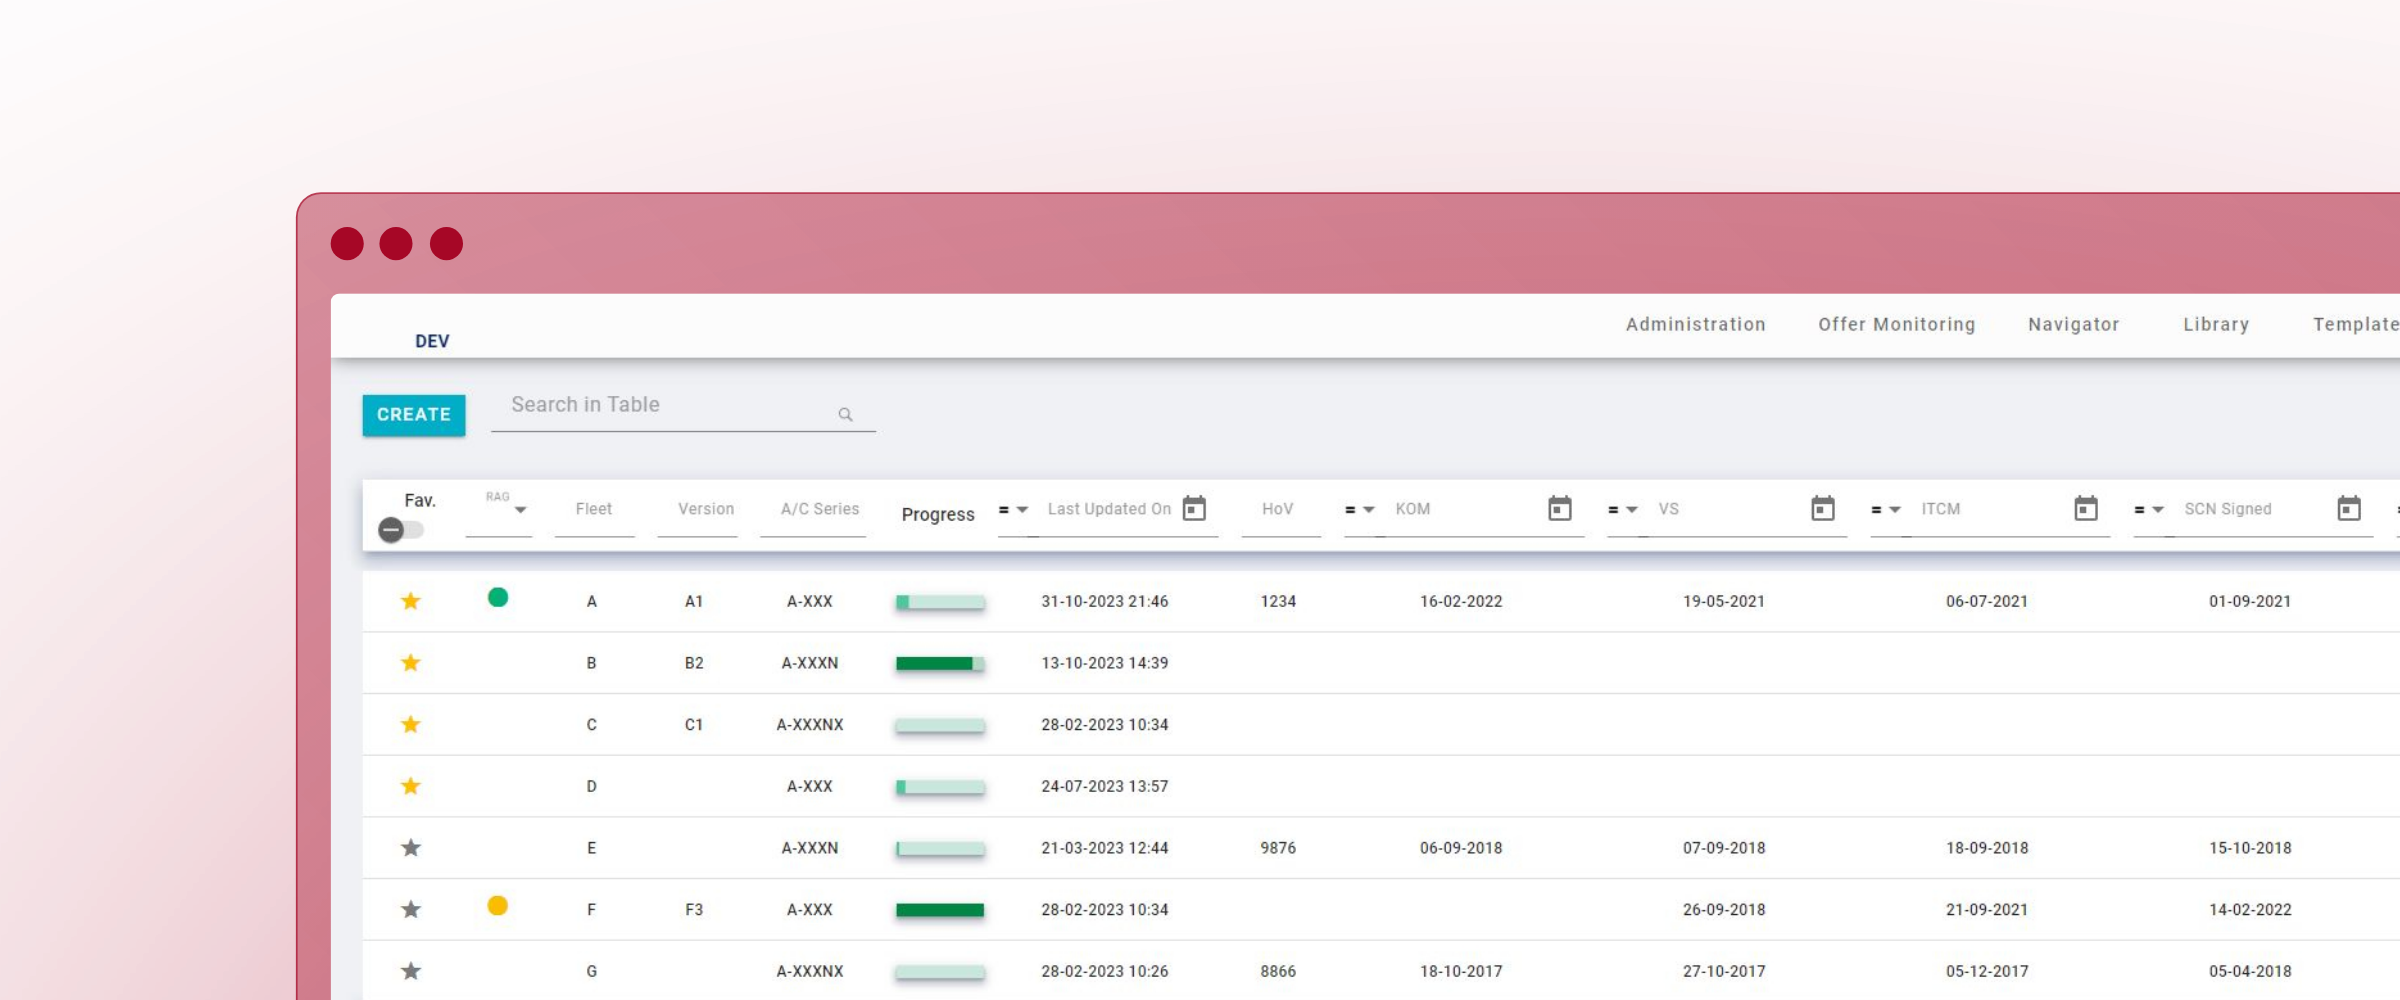 DEV
Administration Offer Monitoring Navigator Library Template
CREATE Search in Table
Fav. RAG Fleet Version A/C Series Progress = Last Updated On HoV = KOM = VS = ITCM = SCN Signed
A A1 A-XXX 31-10-2023 21:46 1234 16-02-2022 19-05-2021 06-07-2021 01-09-2021
B B2 A-XXXN 13-10-2023 14:39
C C1 A-XXXNX 28-02-2023 10:34
D A-XXX 24-07-2023 13:57
E A-XXXN 21-03-2023 12:44 9876 06-09-2018 07-09-2018 18-09-2018 15-10-2018
F F3 A-XXX 28-02-2023 10:34 26-09-2018 21-09-2021 14-02-2022
G A-XXXNX 28-02-2023 10:26 8866 18-10-2017 27-10-2017 05-12-2017 05-04-2018